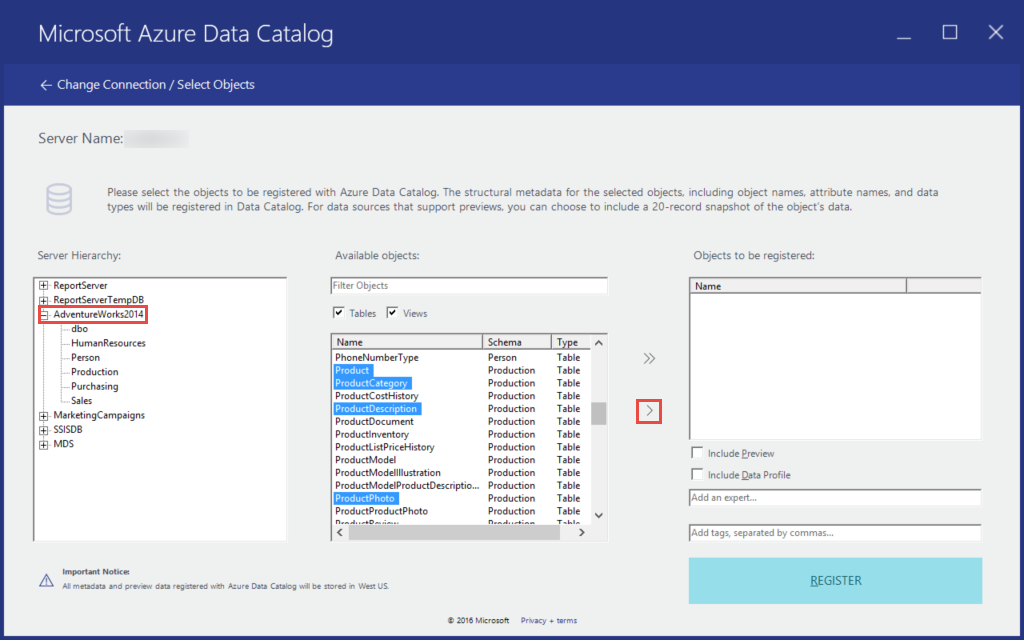 Microsoft Azure Data Catalog
← Change Connection / Select Objects
Server Name:
Please select the objects to be registered with Azure Data Catalog. The structural metadata for the selected objects, including object names, attribute names, and data
types will be registered in Data Catalog. For data sources that support previews, you can choose to include a 20-record snapshot of the object's data.
Server Hierarchy:
ReportServer
ReportServerTempDB
AdventureWorks2014
dbo
HumanResources
Person
Production
Purchasing
Sales
MarketingCampaigns
SSISDB
MDS
Available objects:
Filter Objects
Tables Views
Name Schema Type
PhoneNumberType Person Table
Product Production Table
ProductCategory Production Table
ProductCostHistory Production Table
ProductDescription Production Table
ProductDocument Production Table
ProductInventory Production Table
ProductListPriceHistory Production Table
ProductModel Production Table
ProductModelIllustration Production Table
ProductModelProductDescriptio... Production Table
ProductPhoto Production Table
ProductProductPhoto Production Table
ProductReview Production Table
Objects to be registered:
Name
Include Preview
Include Data Profile
Add an expert...
Add tags, separated by commas...
REGISTER
Important Notice:
All metadata and preview data registered with Azure Data Catalog will be stored in West US.
© 2016 Microsoft Privacy + terms